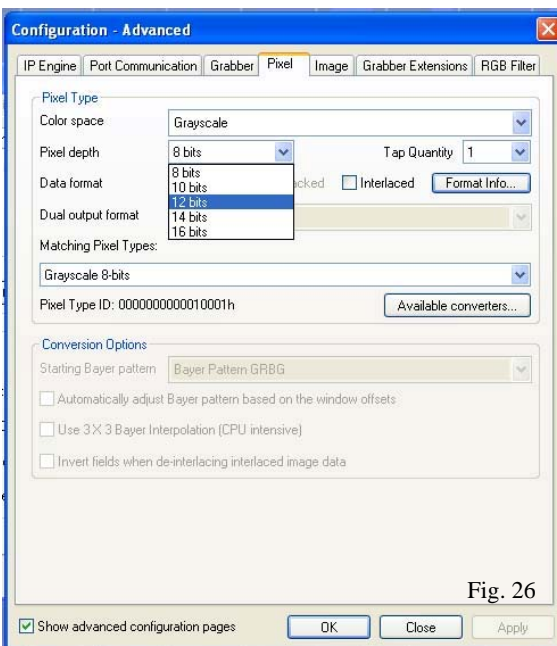 Configuration - Advanced
IP Engine Port Communication Grabber Pixel Image Grabber Extensions RGB Filter
Pixel Type
Color space Grayscale
Pixel depth 8 bits Tap Quantity 1
8 bits
10 bits
12 bits
14 bits
16 bits
Data format Interlaced Format Info...
Dual output format
Matching Pixel Types:
Grayscale 8-bits
Pixel Type ID: 0000000000010001h Available converters...
Conversion Options
Starting Bayer pattern Bayer Pattern GRBG
Automatically adjust Bayer pattern based on the window offsets
Use 3 X 3 Bayer Interpolation (CPU intensive)
Invert fields when de-interlacing interlaced image data
Fig. 26
Show advanced configuration pages OK Close Apply